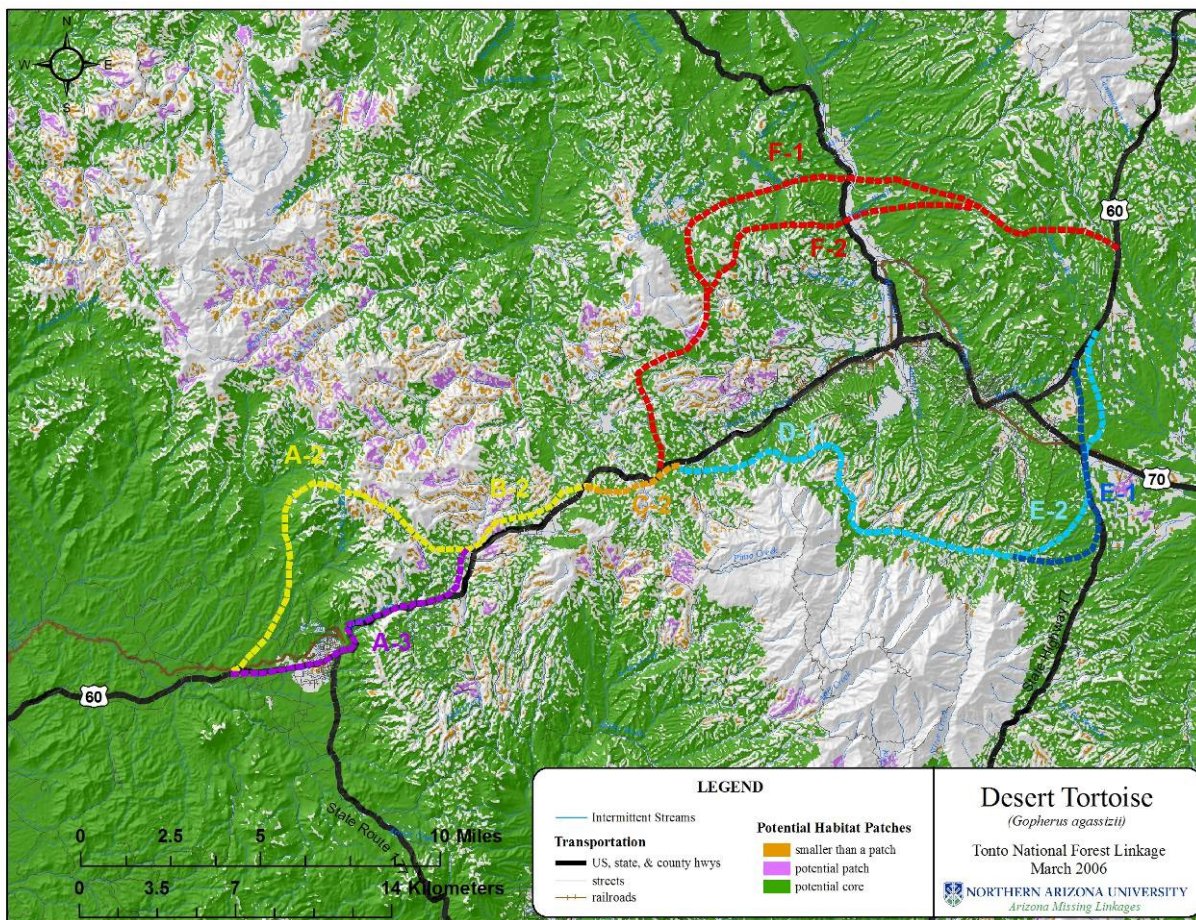 N
W E
S
F-1
60
F-2
A-2
D-1
B-2
C-2
70
E-1
E-2
Pinto Creek
A-3
State Highway 77
60
State Route
0 2.5 5 10 Miles
0 3.5 7 14 Kilometers
LEGEND
Intermittent Streams
Transportation
US, state, & county hwys
streets
railroads
Potential Habitat Patches
smaller than a patch
potential patch
potential core
Desert Tortoise
(Gopherus agassizii)
Tonto National Forest Linkage
March 2006
NORTHERN ARIZONA UNIVERSITY
Arizona Missing Linkages